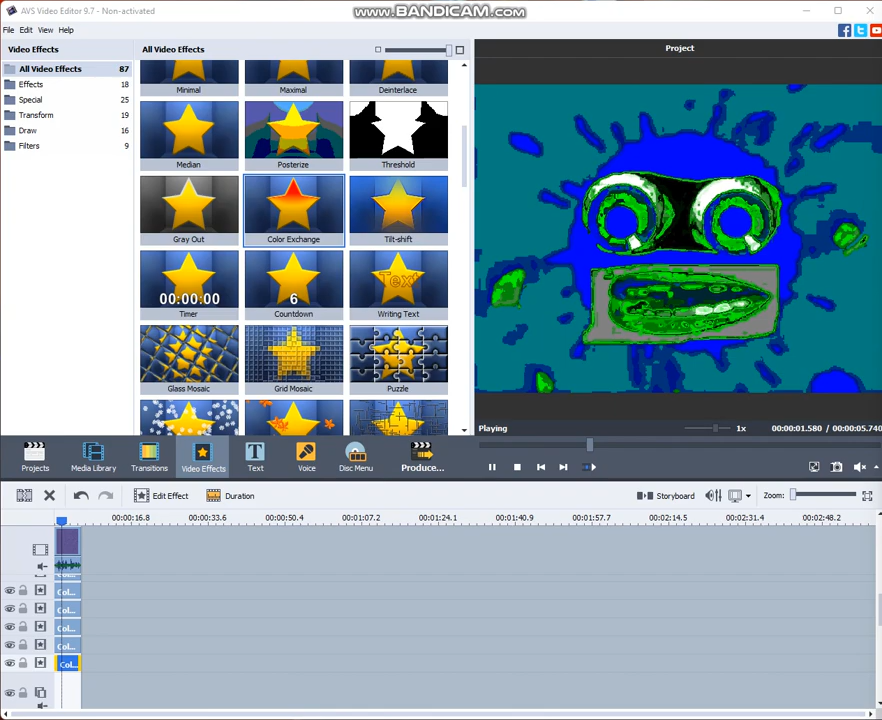 AVS Video Editor 9.7 - Non-activated
www.BANDICAM.com
File Edit View Help
Video Effects
All Video Effects
Project
All Video Effects 87
Effects 18
Special 25
Transform 19
Draw 16
Filters 9
Minimal Maximal Deinterlace
Median Posterize Threshold
Gray Out Color Exchange Tilt-shift
00:00:00 6 Text
Timer Countdown Writing Text
Glass Mosaic Grid Mosaic Puzzle
Playing 1x 00:00:01.580 / 00:00:05.740
Projects Media Library Transitions Video Effects Text Voice Disc Menu Produce...
Edit Effect Duration Storyboard Zoom:
00:00:16.8 00:00:33.6 00:00:50.4 00:01:07.2 00:01:24.1 00:01:40.9 00:01:57.7 00:02:14.5 00:02:31.4 00:02:48.2
Col...
Col...
Col...
Col...
Col...